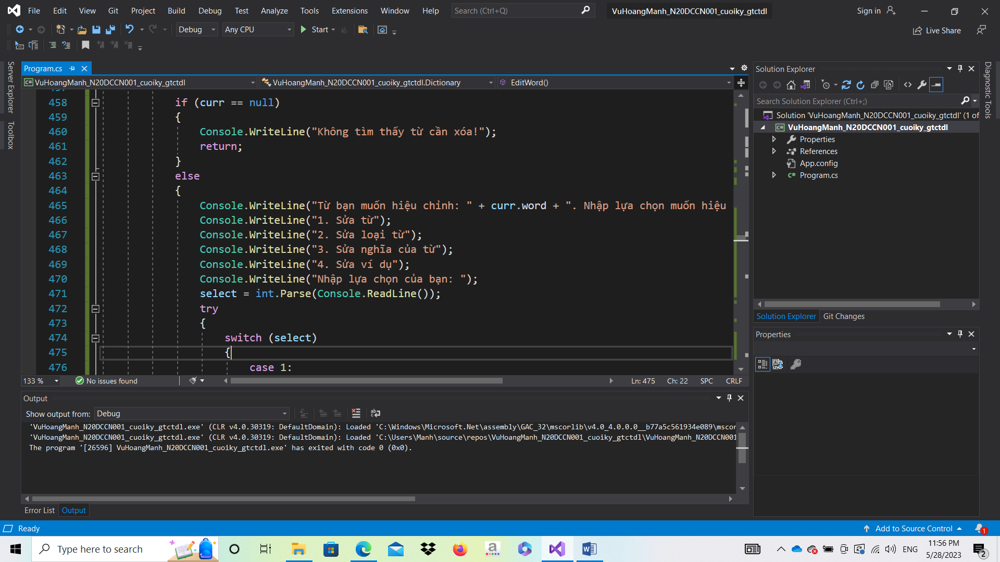 File Edit View Git Project Build Debug Test Analyze Tools Extensions Window Help Search (Ctrl+Q) VuHoangManh_N20DCCN001_cuoiky_gtctdl Sign in
Debug Any CPU Start Live Share
Server Explorer
Toolbox
Program.cs
VuHoangManh_N20DCCN001_cuoiky_gtctdl VuHoangManh_N20DCCN001_cuoiky_gtctdl.Dictionary EditWord()
458 if (curr == null)
459 {
460 Console.WriteLine("Không tìm thấy từ cần xóa!");
461 return;
462 }
463 else
464 {
465 Console.WriteLine("Từ bạn muốn hiệu chỉnh: " + curr.word + ". Nhập lựa chọn muốn hiệu
466 Console.WriteLine("1. Sửa từ");
467 Console.WriteLine("2. Sửa loại từ");
468 Console.WriteLine("3. Sửa nghĩa của từ");
469 Console.WriteLine("4. Sửa ví dụ");
470 Console.WriteLine("Nhập lựa chọn của bạn: ");
471 select = int.Parse(Console.ReadLine());
472 try
473 {
474 switch (select)
475 {
476 case 1:
133 % No issues found Ln: 475 Ch: 22 SPC CRLF
Output
Show output from: Debug
'VuHoangManh_N20DCCN001_cuoiky_gtctdl.exe' (CLR v4.0.30319: DefaultDomain): Loaded 'C:\Windows\Microsoft.Net\assembly\GAC_32\mscorlib\v4.0_4.0.0.0__b77a5c561934e089\mscor
'VuHoangManh_N20DCCN001_cuoiky_gtctdl.exe' (CLR v4.0.30319: DefaultDomain): Loaded 'C:\Users\Manh\source\repos\VuHoangManh_N20DCCN001_cuoiky_gtctdl\VuHoangManh_N20DCCN001
The program '[26596] VuHoangManh_N20DCCN001_cuoiky_gtctdl.exe' has exited with code 0 (0x0).
Error List Output
Solution Explorer
Search Solution Explorer (Ctrl+;)
Solution 'VuHoangManh_N20DCCN001_cuoiky_gtctdl' (1 of
VuHoangManh_N20DCCN001_cuoiky_gtctdl
Properties
References
App.config
Program.cs
Solution Explorer Git Changes
Properties
Diagnostic Tools
Ready Add to Source Control 1
Type here to search ENG 11:56 PM
5/28/2023 2